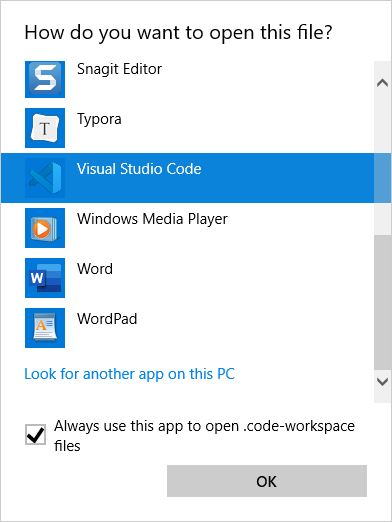 How do you want to open this file?
Snagit Editor
Typora
Visual Studio Code
Windows Media Player
Word
WordPad
Look for another app on this PC
Always use this app to open .code-workspace
files
OK